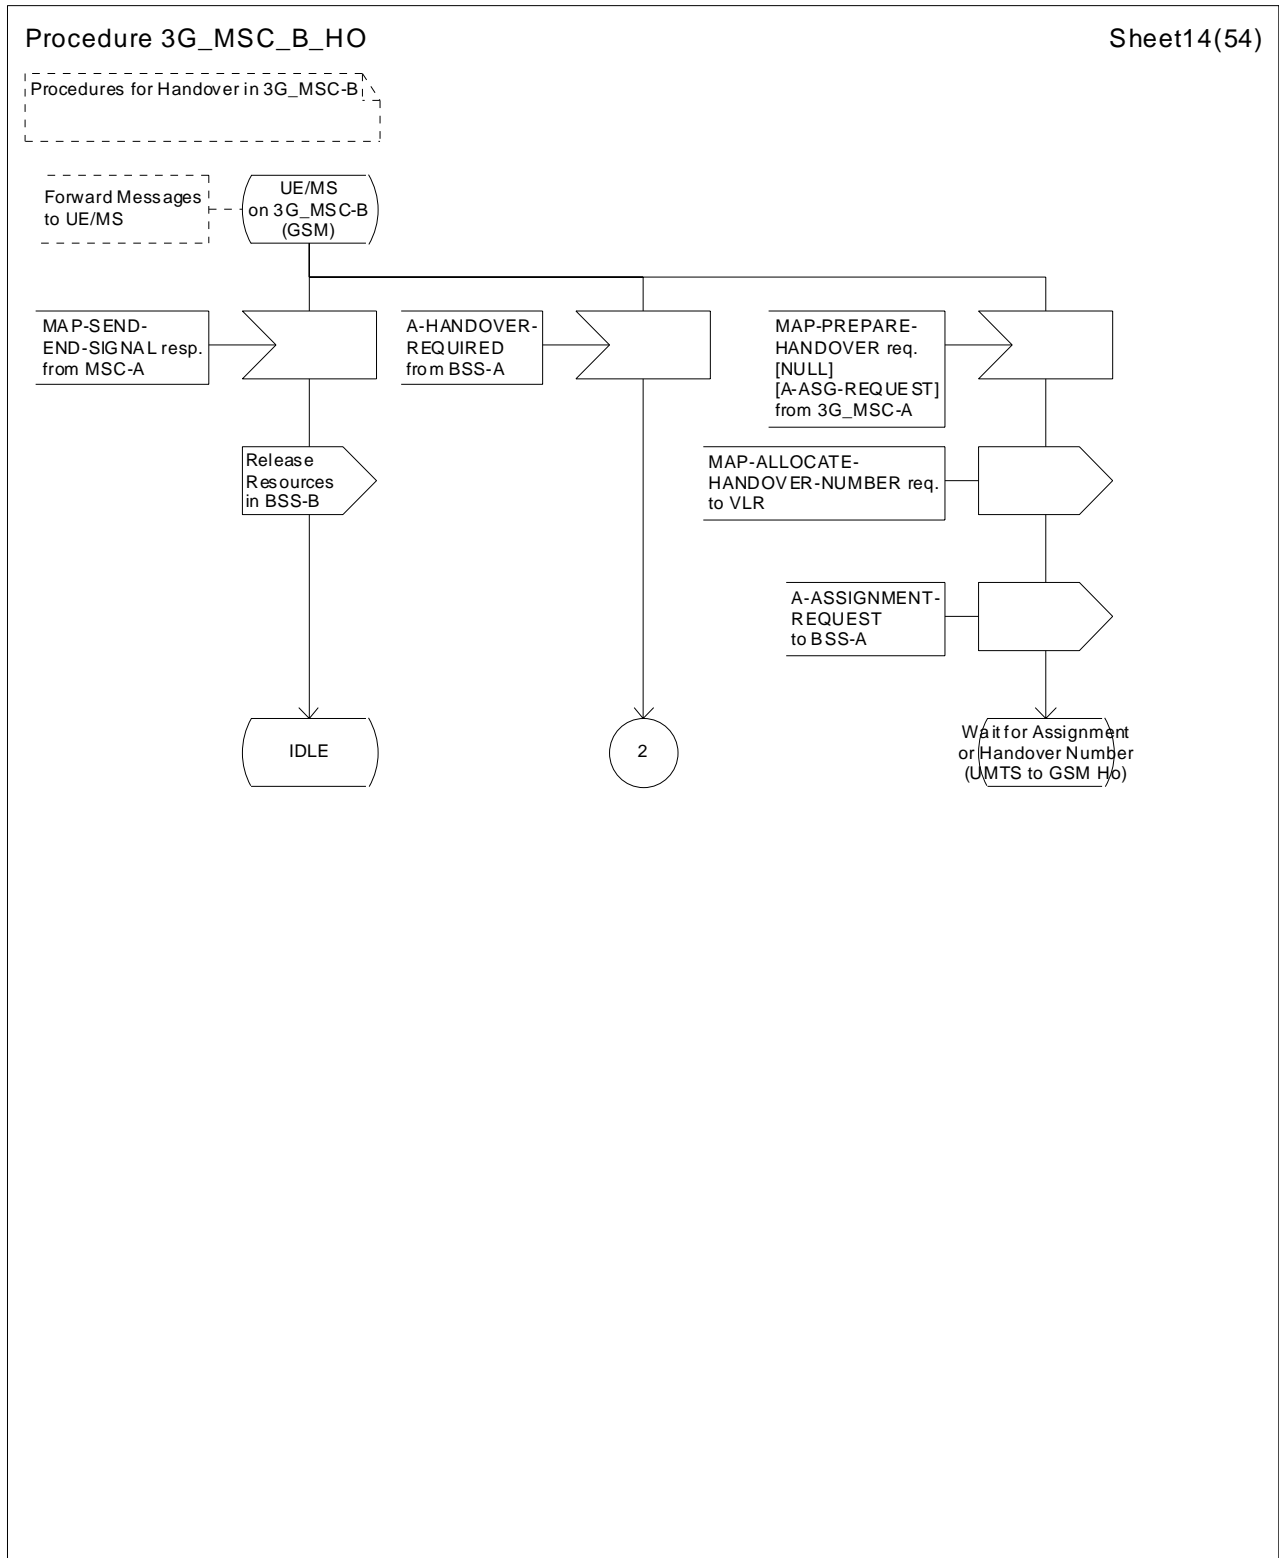 Procedure 3G_MSC_B_HO
Sheet14(54)
Procedures for Handover in 3G_MSC-B
Forward Messages
to UE/MS
UE/MS
on 3G_MSC-B
(GSM)
MAP-SEND-
END-SIGNAL resp.
from MSC-A
A-HANDOVER-
REQUIRED
from BSS-A
MAP-PREPARE-
HANDOVER req.
[NULL]
[A-ASG-REQUEST]
from 3G_MSC-A
Release
Resources
in BSS-B
MAP-ALLOCATE-
HANDOVER-NUMBER req.
to VLR
A-ASSIGNMENT-
REQUEST
to BSS-A
IDLE
2
Wait for Assignment
or Handover Number
(UMTS to GSM Ho)